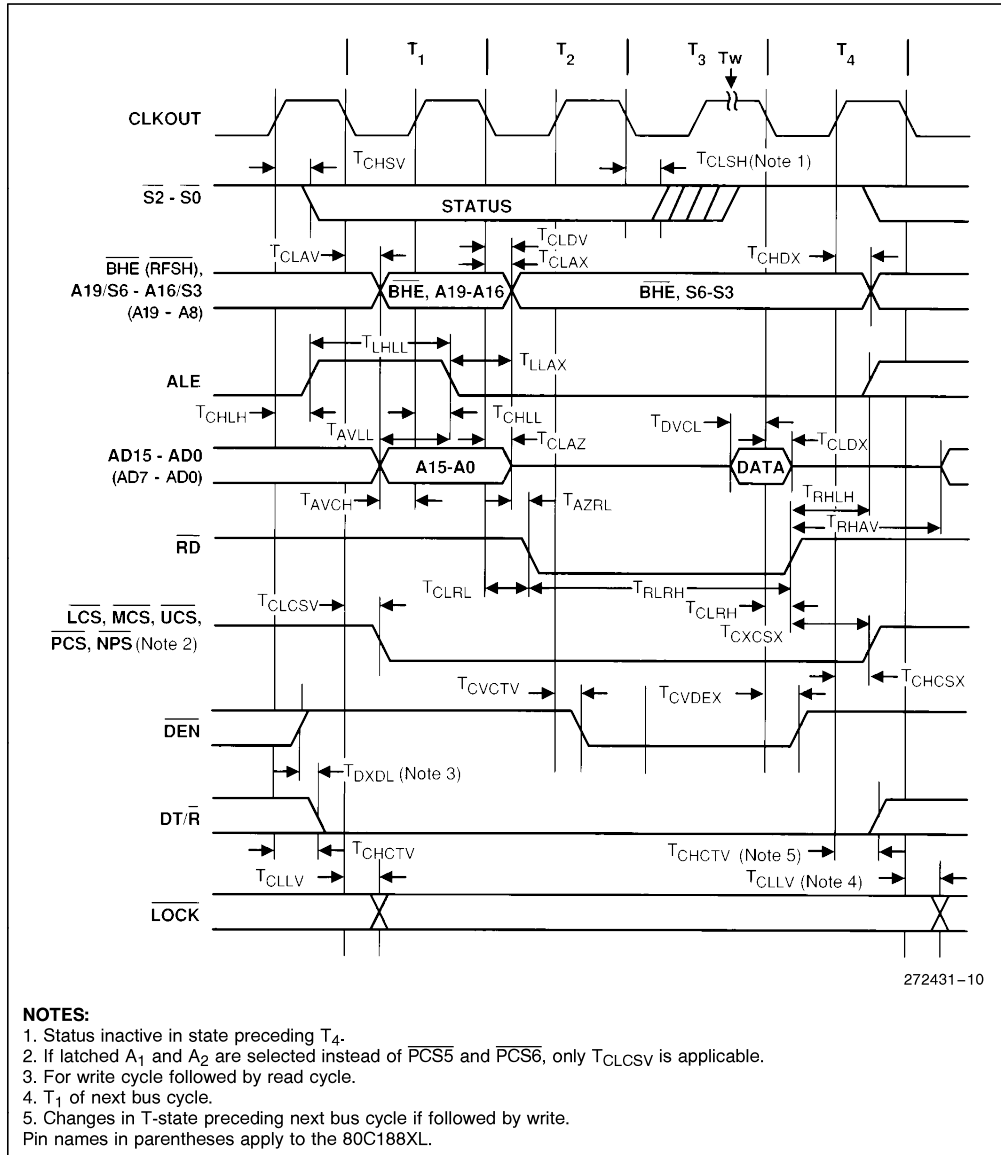 T1 T2 T3 TW T4
CLKOUT
TCHSV
TCLSH (Note 1)
S2 - S0
STATUS
TCLDV
TCLAV
TCLAX
TCHDX
BHE (RFSH),
A19/S6 - A16/S3
(A19 - A8)
BHE, A19-A16
BHE, S6-S3
TLHLL
TLLAX
ALE
TCHLH
TCHLL
TDVCL
TAVLL
TCLAZ
TCLDX
AD15 - AD0
(AD7 - AD0)
A15-A0
DATA
TRHLH
TAVCH
TAZRL
TRHAV
RD
TCLRL
TRLRH
TCLCSV
TCLRH
LCS, MCS, UCS,
PCS, NPS (Note 2)
TCXCSX
TCHCSX
TCVCTV
TCVDEX
DEN
TDXDL (Note 3)
DT/R
TCHCTV
TCHCTV (Note 5)
TCLLV
TCLLV (Note 4)
LOCK
272431-10
NOTES:
1. Status inactive in state preceding T4.
2. If latched A1 and A2 are selected instead of PCS5 and PCS6, only TCLCSV is applicable.
3. For write cycle followed by read cycle.
4. T1 of next bus cycle.
5. Changes in T-state preceding next bus cycle if followed by write.
Pin names in parentheses apply to the 80C188XL.